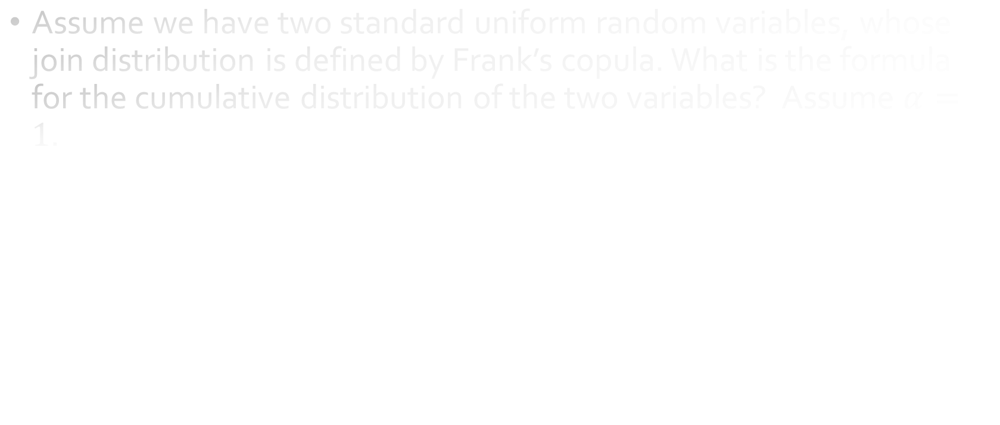 • Assume we have two standard uniform random variables, whose
join distribution is defined by Frank’s copula. What is the formula
for the cumulative distribution of the two variables?  Assume α =
1.